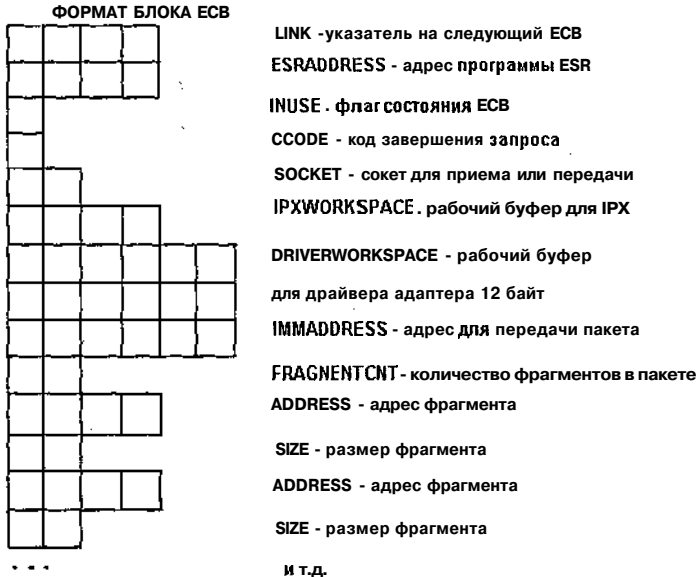 ФОРМАТ БЛОКА ECB
LINK -указатель на следующий ECB
ESRADDRESS - адрес программы ESR
INUSE . флаг состояния ECB
CCODE - код завершения запроса
SOCKET - сокет для приема или передачи
IPXWORKSPACE . рабочий буфер для IPX
DRIVERWORKSPACE - рабочий буфер
для драйвера адаптера 12 байт
IMMADDRESS - адрес для передачи пакета
FRAGNENTCNT - количество фрагментов в пакете
ADDRESS - адрес фрагмента
SIZE - размер фрагмента
ADDRESS - адрес фрагмента
SIZE - размер фрагмента
. . . и т.д.